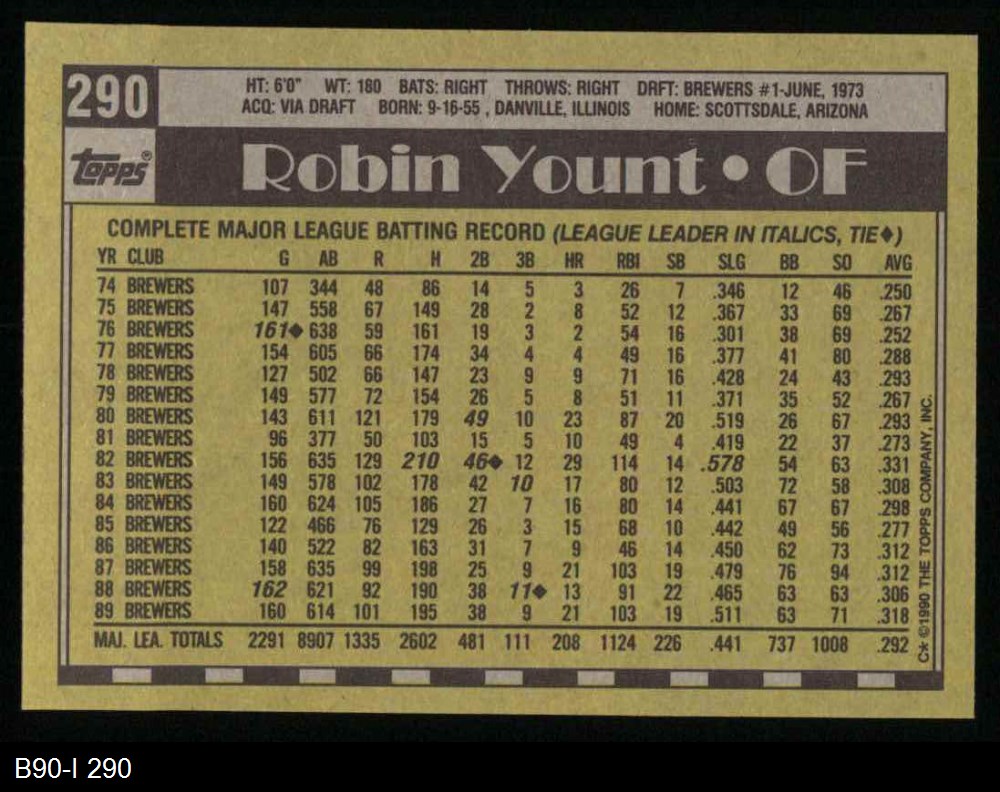 290
HT: 6'0" WT: 180 BATS: RIGHT THROWS: RIGHT DRFT: BREWERS #1-JUNE, 1973
ACQ: VIA DRAFT BORN: 9-16-55 , DANVILLE, ILLINOIS HOME: SCOTTSDALE, ARIZONA
TOPPS®
Robin Yount • OF
COMPLETE MAJOR LEAGUE BATTING RECORD (LEAGUE LEADER IN ITALICS, TIE♦)
YR CLUB G AB R H 2B 3B HR RBI SB SLG BB SO AVG
74 BREWERS 107 344 48 86 14 5 3 26 7 .346 12 46 .250
75 BREWERS 147 558 67 149 28 2 8 52 12 .367 33 69 .267
76 BREWERS 161♦ 638 59 161 19 3 2 54 16 .301 38 69 .252
77 BREWERS 154 605 66 174 34 4 4 49 16 .377 41 80 .288
78 BREWERS 127 502 66 147 23 9 9 71 16 .428 24 43 .293
79 BREWERS 149 577 72 154 26 5 8 51 11 .371 35 52 .267
80 BREWERS 143 611 121 179 49 10 23 87 20 .519 26 67 .293
81 BREWERS 96 377 50 103 15 5 10 49 4 .419 22 37 .273
82 BREWERS 156 635 129 210 46♦ 12 29 114 14 .578 54 63 .331
83 BREWERS 149 578 102 178 42 10 17 80 12 .503 72 58 .308
84 BREWERS 160 624 105 186 27 7 16 80 14 .441 67 67 .298
85 BREWERS 122 466 76 129 26 3 15 68 10 .442 49 56 .277
86 BREWERS 140 522 82 163 31 7 9 46 14 .450 62 73 .312
87 BREWERS 158 635 99 198 25 9 21 103 19 .479 76 94 .312
88 BREWERS 162 621 92 190 38 11♦ 13 91 22 .465 63 63 .306
89 BREWERS 160 614 101 195 38 9 21 103 19 .511 63 71 .318
MAJ. LEA. TOTALS 2291 8907 1335 2602 481 111 208 1124 226 .441 737 1008 .292
C* ©1990 THE TOPPS COMPANY, INC.
B90-I 290